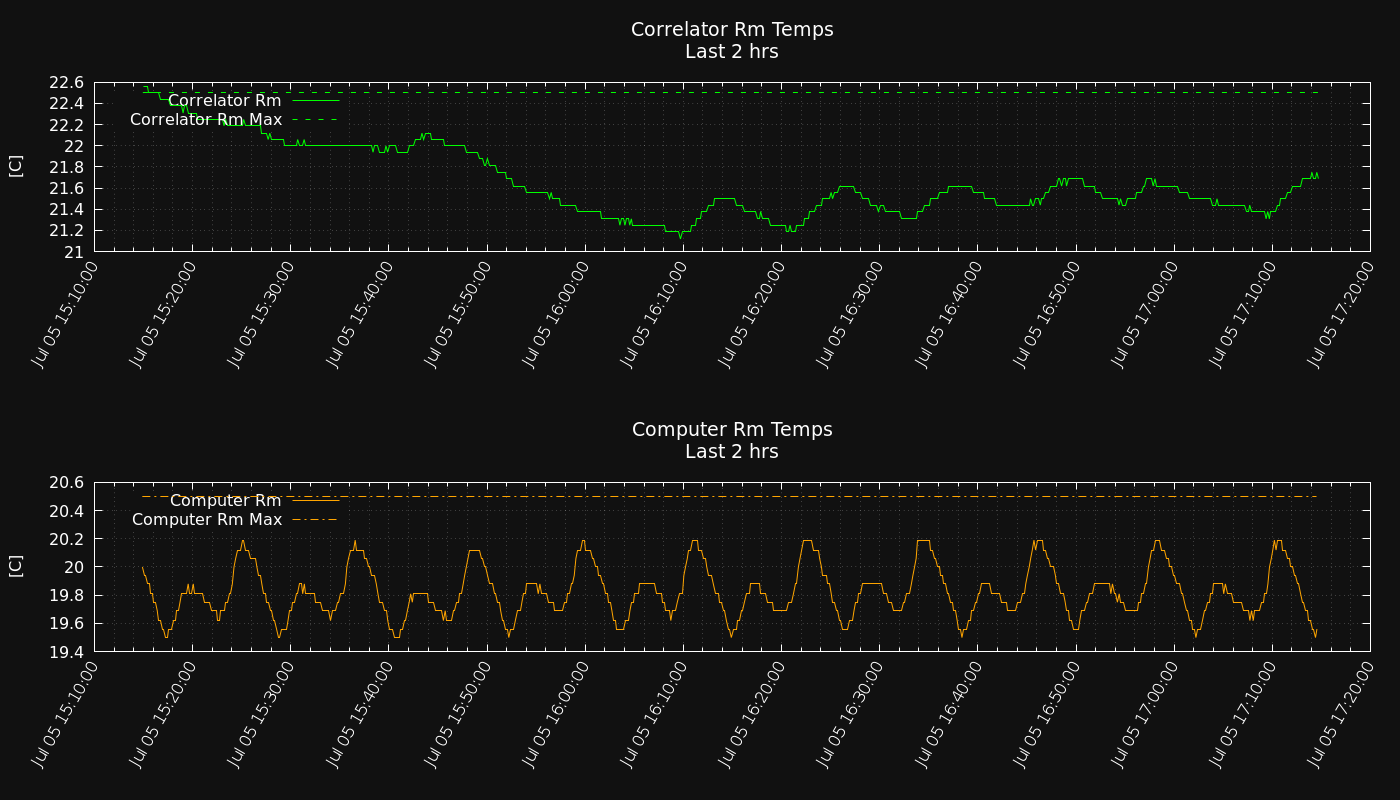 Correlator Rm Temps
Last 2 hrs
[C]
22.6
22.4
22.2
22
21.8
21.6
21.4
21.2
21
Correlator Rm
Correlator Rm Max
Jul 05 15:10:00
Jul 05 15:20:00
Jul 05 15:30:00
Jul 05 15:40:00
Jul 05 15:50:00
Jul 05 16:00:00
Jul 05 16:10:00
Jul 05 16:20:00
Jul 05 16:30:00
Jul 05 16:40:00
Jul 05 16:50:00
Jul 05 17:00:00
Jul 05 17:10:00
Jul 05 17:20:00
Computer Rm Temps
Last 2 hrs
[C]
20.6
20.4
20.2
20
19.8
19.6
19.4
Computer Rm
Computer Rm Max
Jul 05 15:10:00
Jul 05 15:20:00
Jul 05 15:30:00
Jul 05 15:40:00
Jul 05 15:50:00
Jul 05 16:00:00
Jul 05 16:10:00
Jul 05 16:20:00
Jul 05 16:30:00
Jul 05 16:40:00
Jul 05 16:50:00
Jul 05 17:00:00
Jul 05 17:10:00
Jul 05 17:20:00